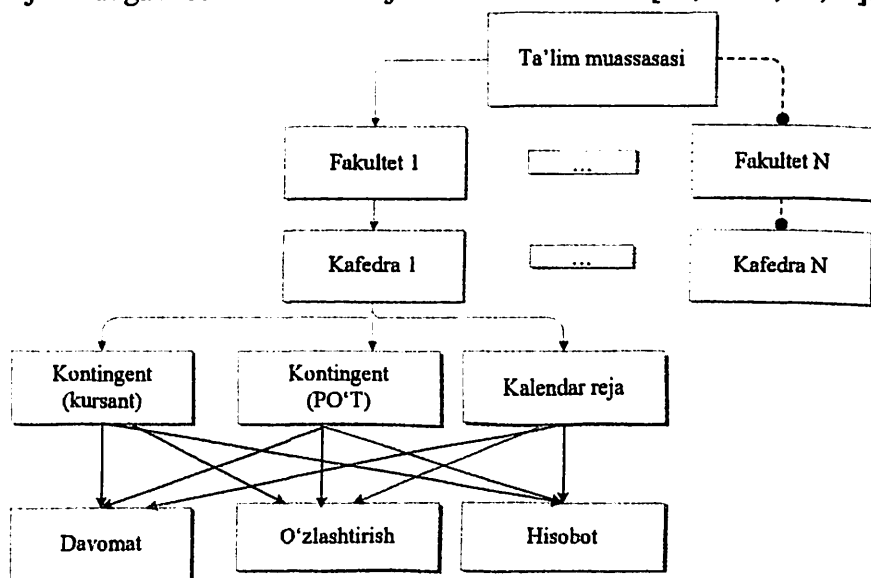 Ta’lim muassasasi
Fakultet 1
...
Fakultet N
Kafedra 1
...
Kafedra N
Kontingent
(kursant)
Kontingent
(PO‘T)
Kalendar reja
Davomat
O‘zlashtirish
Hisobot